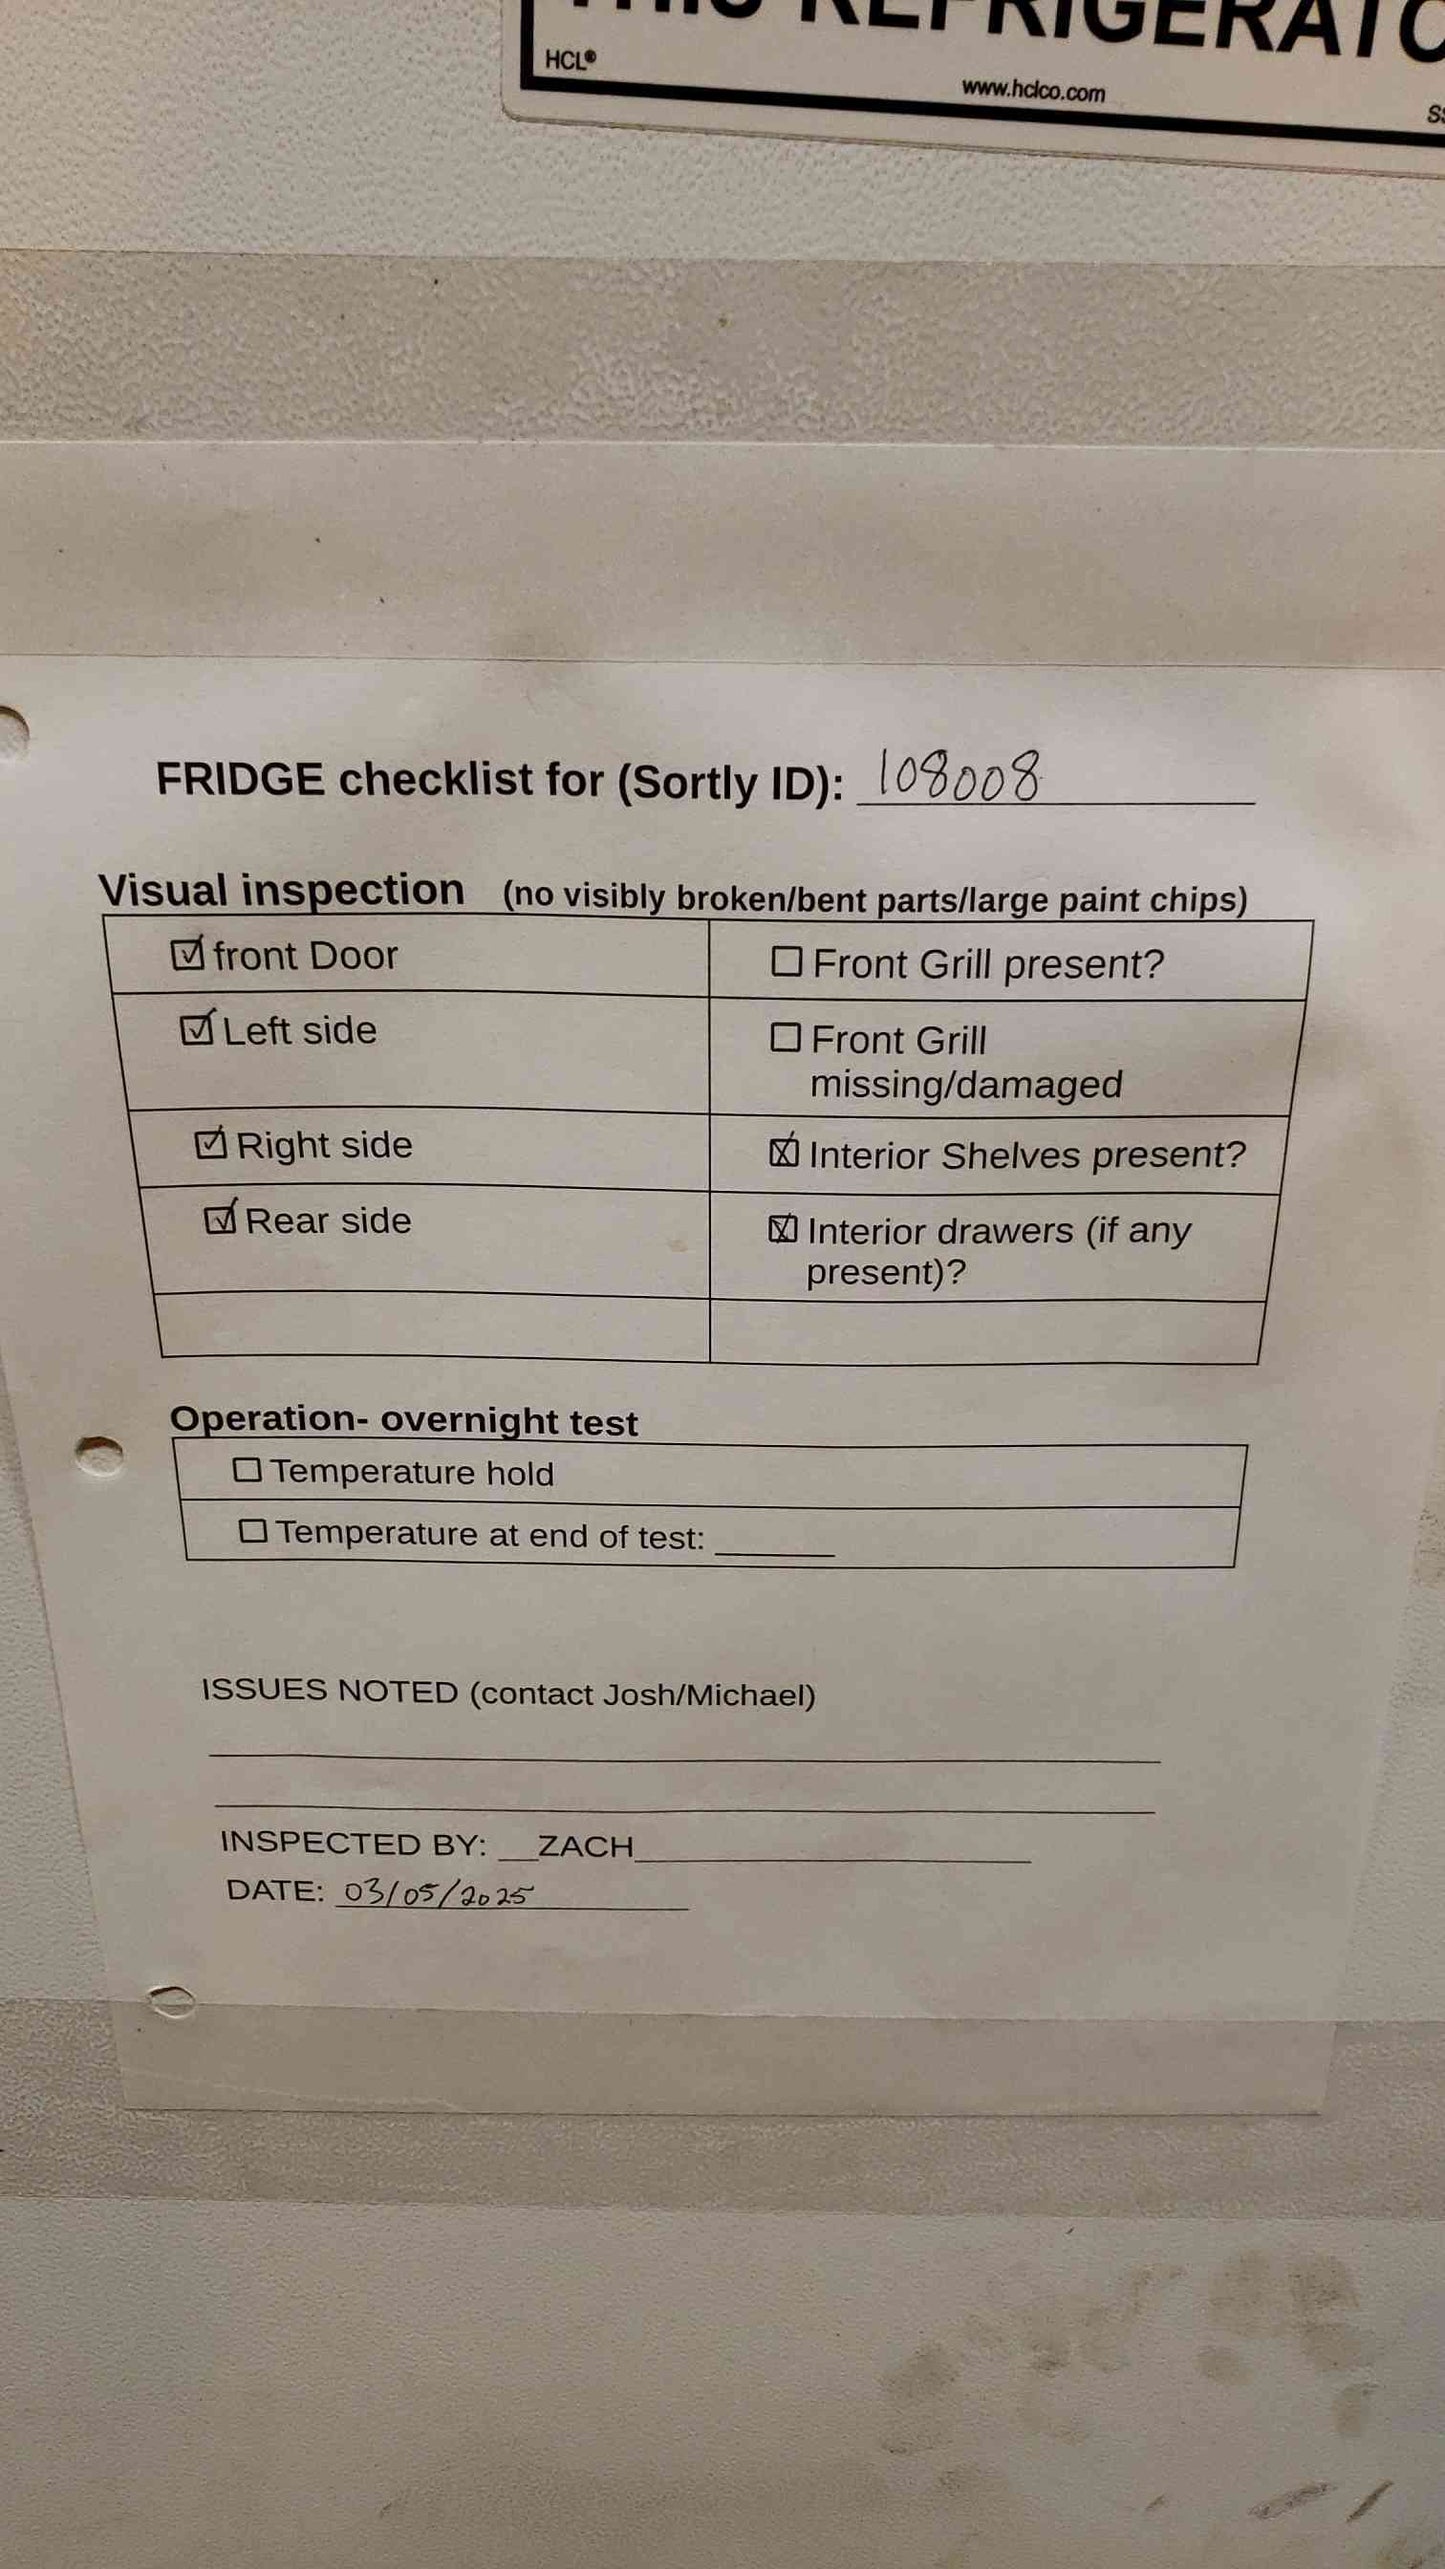 THIS REFRIGERATO
HCL®
www.hclco.com
FRIDGE checklist for (Sortly ID): 108008
Visual inspection (no visibly broken/bent parts/large paint chips)
☑ front Door
☐ Front Grill present?
☑ Left side
☐ Front Grill
missing/damaged
☑ Right side
☒ Interior Shelves present?
☑ Rear side
☒ Interior drawers (if any
present)?
Operation- overnight test
☐ Temperature hold
☐ Temperature at end of test: _______
ISSUES NOTED (contact Josh/Michael)
INSPECTED BY: __ZACH____________________
DATE: 03/05/2025